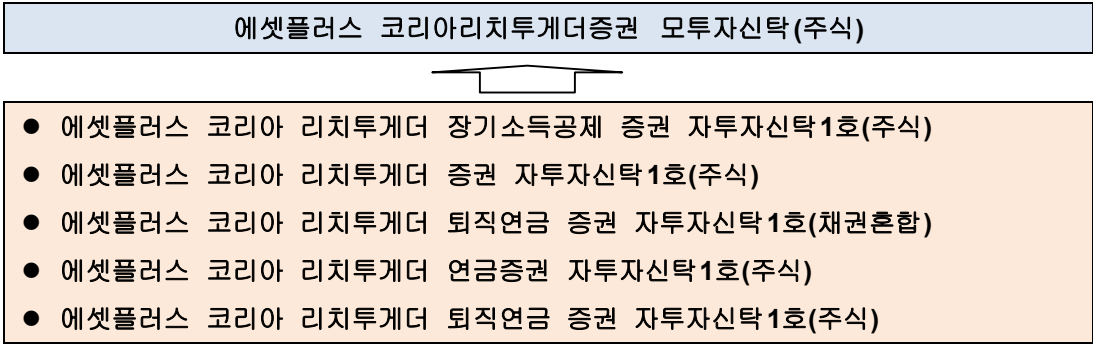 에셋플러스 코리아리치투게더증권 모투자신탁(주식)
● 에셋플러스 코리아 리치투게더 장기소득공제 증권 자투자신탁1호(주식)
● 에셋플러스 코리아 리치투게더 증권 자투자신탁1호(주식)
● 에셋플러스 코리아 리치투게더 퇴직연금 증권 자투자신탁1호(채권혼합)
● 에셋플러스 코리아 리치투게더 연금증권 자투자신탁1호(주식)
● 에셋플러스 코리아 리치투게더 퇴직연금 증권 자투자신탁1호(주식)